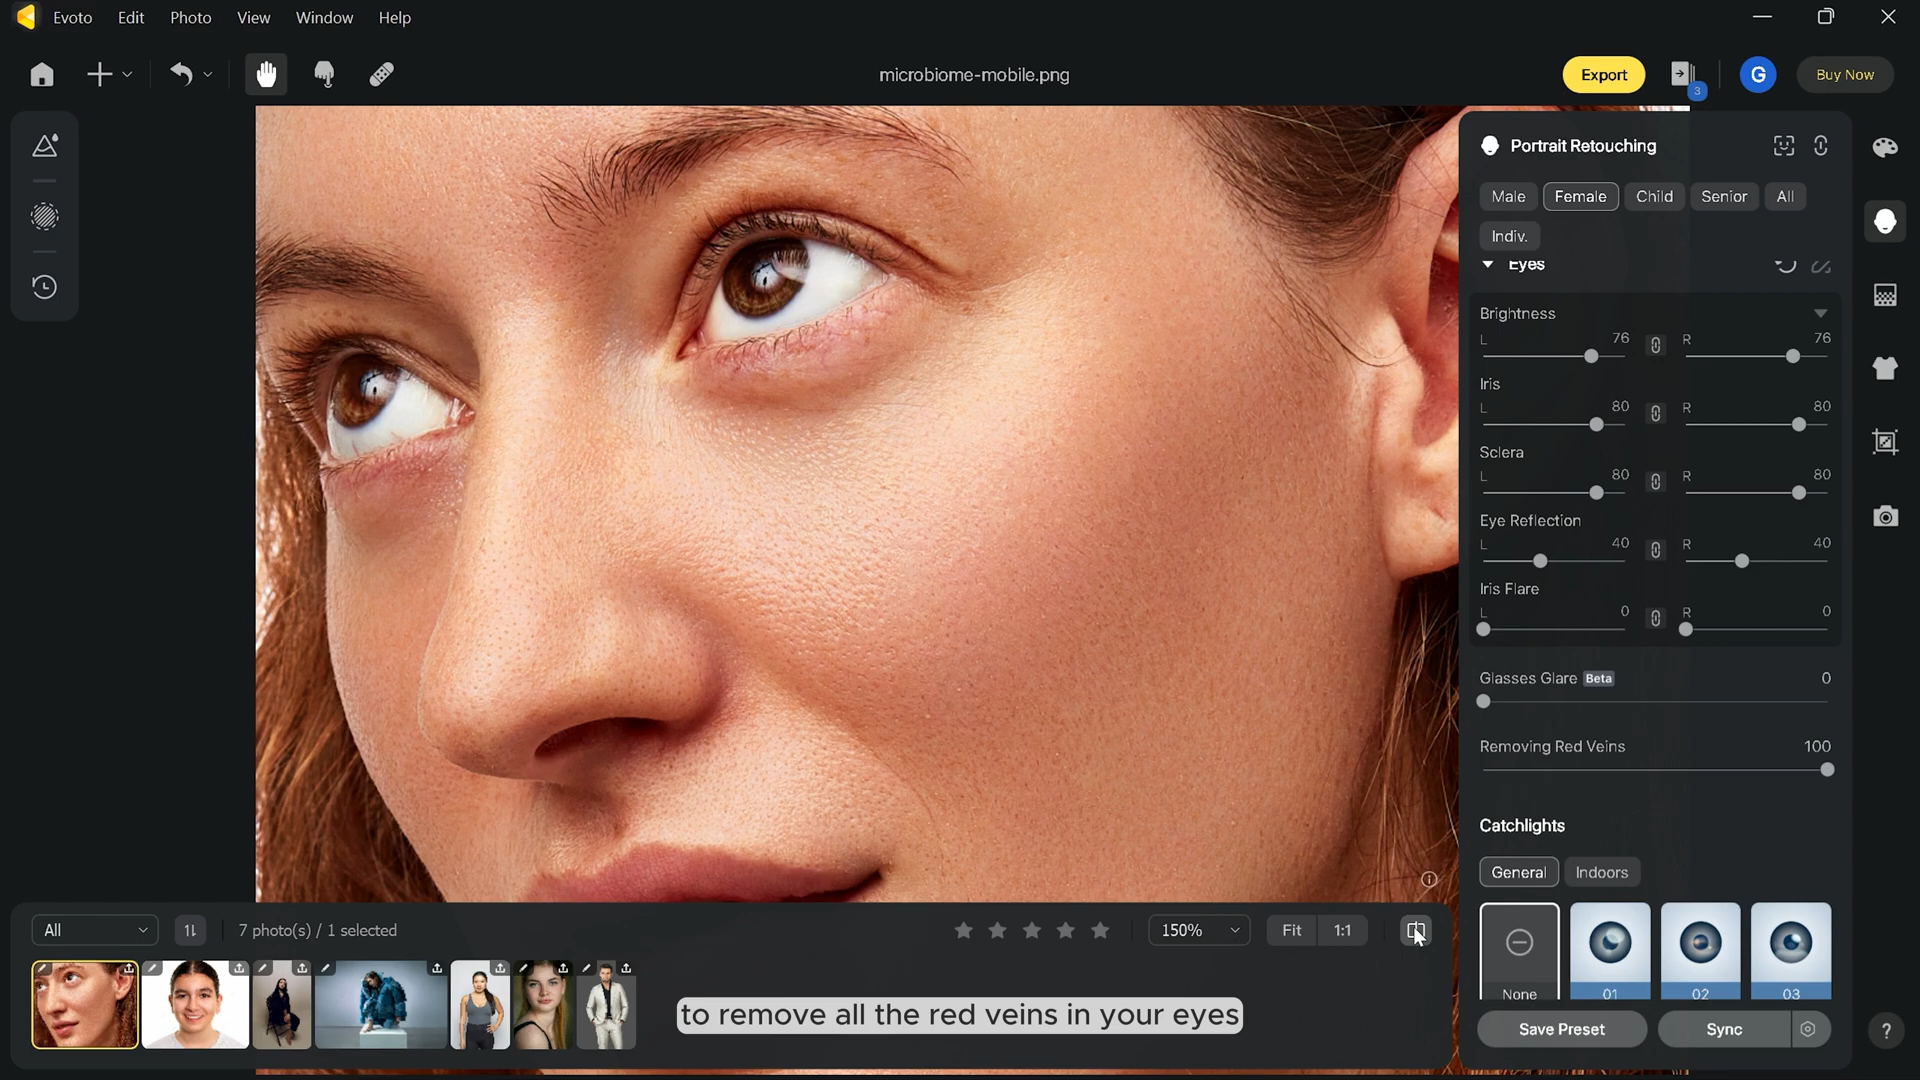 Evoto Edit Photo View Window Help
microbiome-mobile.png
Export
3
G
Buy Now
Portrait Retouching
Male Female Child Senior All
Indiv.
Eyes
Brightness
L 76 R 76
Iris
L 80 R 80
Sclera
L 80 R 80
Eye Reflection
L 40 R 40
Iris Flare
L 0 R 0
Glasses Glare Beta 0
Removing Red Veins 100
Catchlights
General Indoors
None 01 02 03
Save Preset Sync
All 7 photo(s) / 1 selected 150% Fit 1:1
to remove all the red veins in your eyes
?